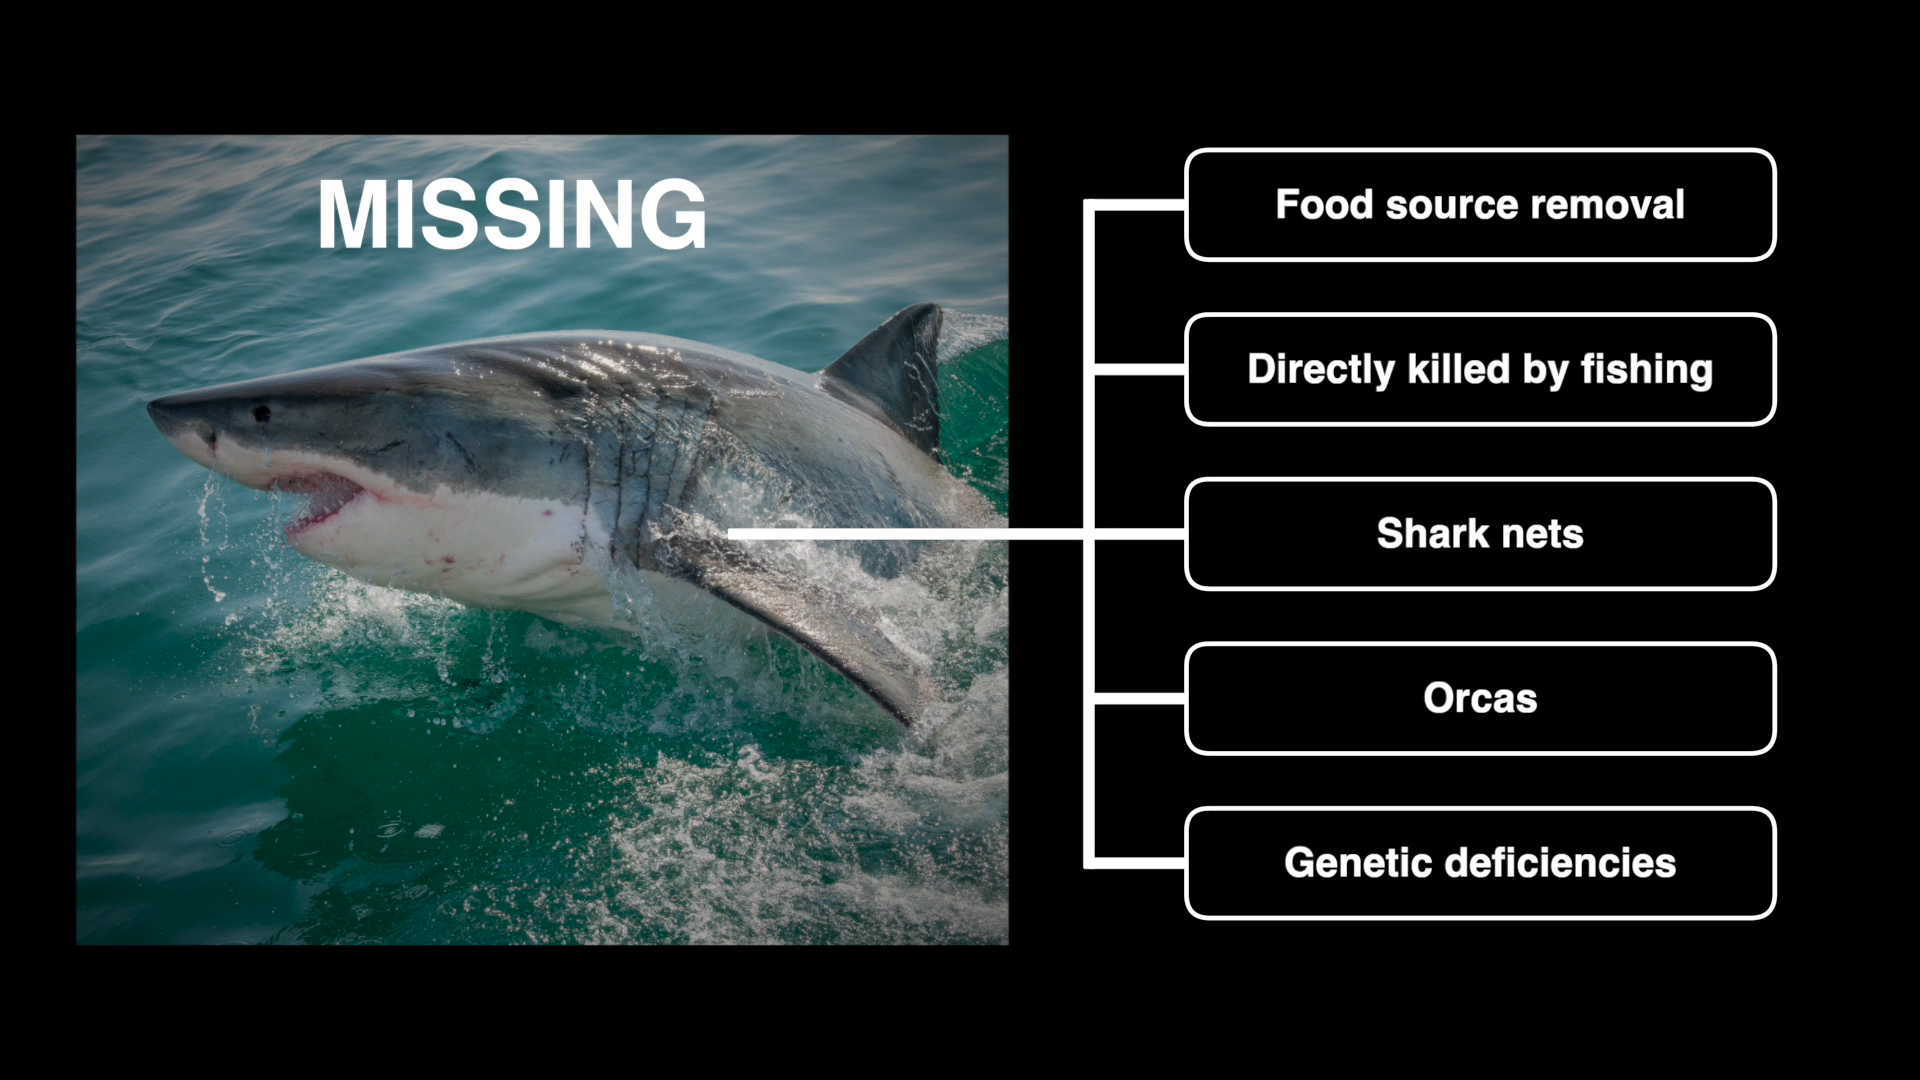 MISSING
Food source removal
Directly killed by fishing
Shark nets
Orcas
Genetic deficiencies